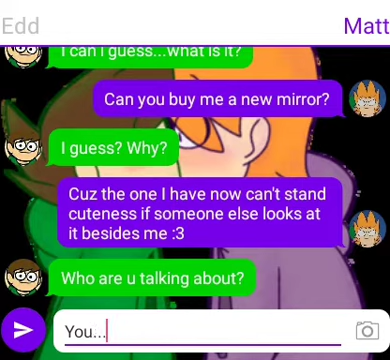 Edd Matt
I can I guess...what is it?
Can you buy me a new mirror?
I guess? Why?
Cuz the one I have now can't stand
cuteness if someone else looks at
it besides me :3
Who are u talking about?
You...